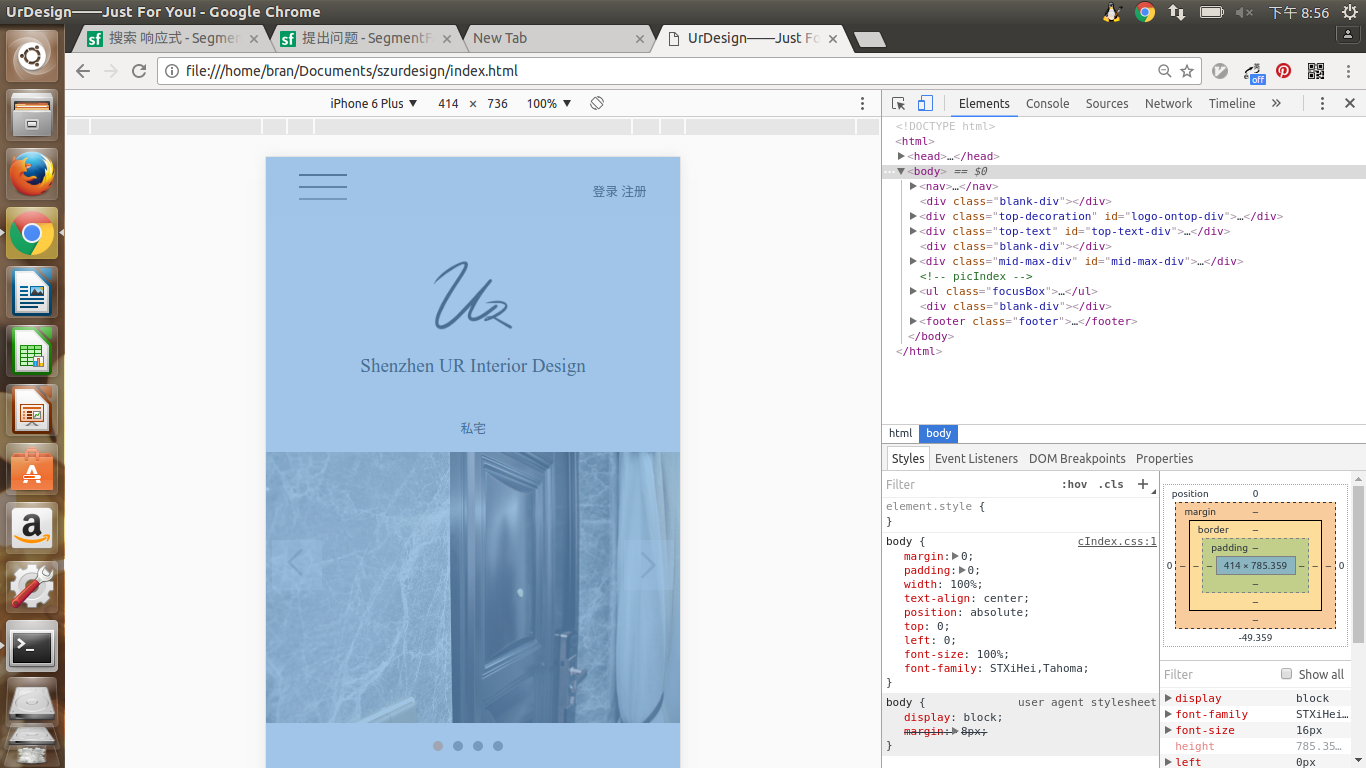 UrDesign——Just For You! - Google Chrome
下午 8:56
搜索 响应式 - Segmen
提出问题 - SegmentF
New Tab
UrDesign——Just Fo
file:///home/bran/Documents/szurdesign/index.html
off
iPhone 6 Plus ▼ 414 × 736 100% ▼
Elements Console Sources Network Timeline »
登录 注册
Ur
Shenzhen UR Interior Design
私宅
<!DOCTYPE html>
<html>
<head>…</head>
<body> == $0
<nav>…</nav>
<div class="blank-div"></div>
<div class="top-decoration" id="logo-ontop-div">…</div>
<div class="top-text" id="top-text-div">…</div>
<div class="blank-div"></div>
<div class="mid-max-div" id="mid-max-div">…</div>
<!-- picIndex -->
<ul class="focusBox">…</ul>
<div class="blank-div"></div>
<footer class="footer">…</footer>
</body>
</html>
html body
Styles Event Listeners DOM Breakpoints Properties
Filter :hov .cls +
element.style {
}
body { cIndex.css:1
margin: 0;
padding: 0;
width: 100%;
text-align: center;
position: absolute;
top: 0;
left: 0;
font-size: 100%;
font-family: STXiHei,Tahoma;
}
body { user agent stylesheet
display: block;
margin: 8px;
}
position 0
margin –
border –
padding –
0 – – – 414 × 785.359 – – – 0
–
–
–
-49.359
Filter Show all
display block
font-family STXiHei…
font-size 16px
height 785.35…
left 0px